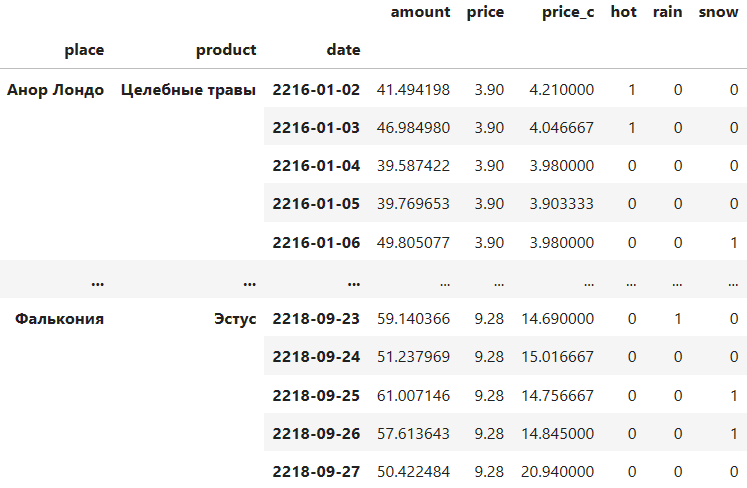 amount price price_c hot rain snow
place product date
Анор Лондо Целебные травы 2216-01-02 41.494198 3.90 4.210000 1 0 0
2216-01-03 46.984980 3.90 4.046667 1 0 0
2216-01-04 39.587422 3.90 3.980000 0 0 0
2216-01-05 39.769653 3.90 3.903333 0 0 0
2216-01-06 49.805077 3.90 3.980000 0 0 1
... ... ... ... ... ... ... ... ...
Фалькония Эстус 2218-09-23 59.140366 9.28 14.690000 0 1 0
2218-09-24 51.237969 9.28 15.016667 0 0 0
2218-09-25 61.007146 9.28 14.756667 0 0 1
2218-09-26 57.613643 9.28 14.845000 0 0 1
2218-09-27 50.422484 9.28 20.940000 0 0 0